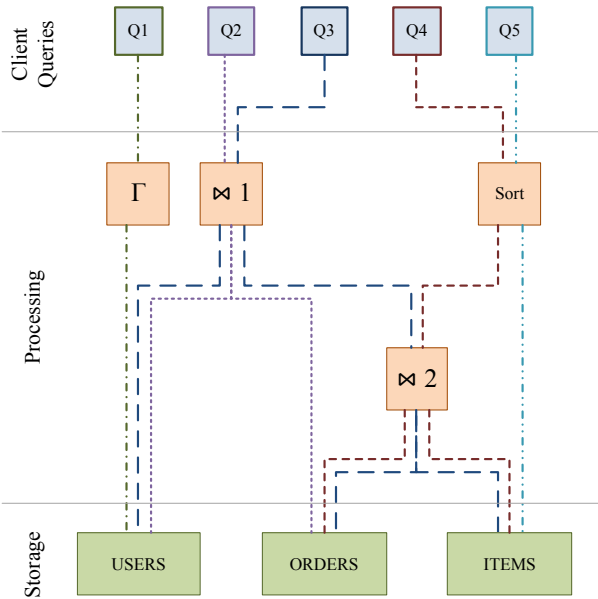 Client
Queries
Q1
Q2
Q3
Q4
Q5
Processing
Γ
⋈ 1
Sort
⋈ 2
Storage
USERS
ORDERS
ITEMS